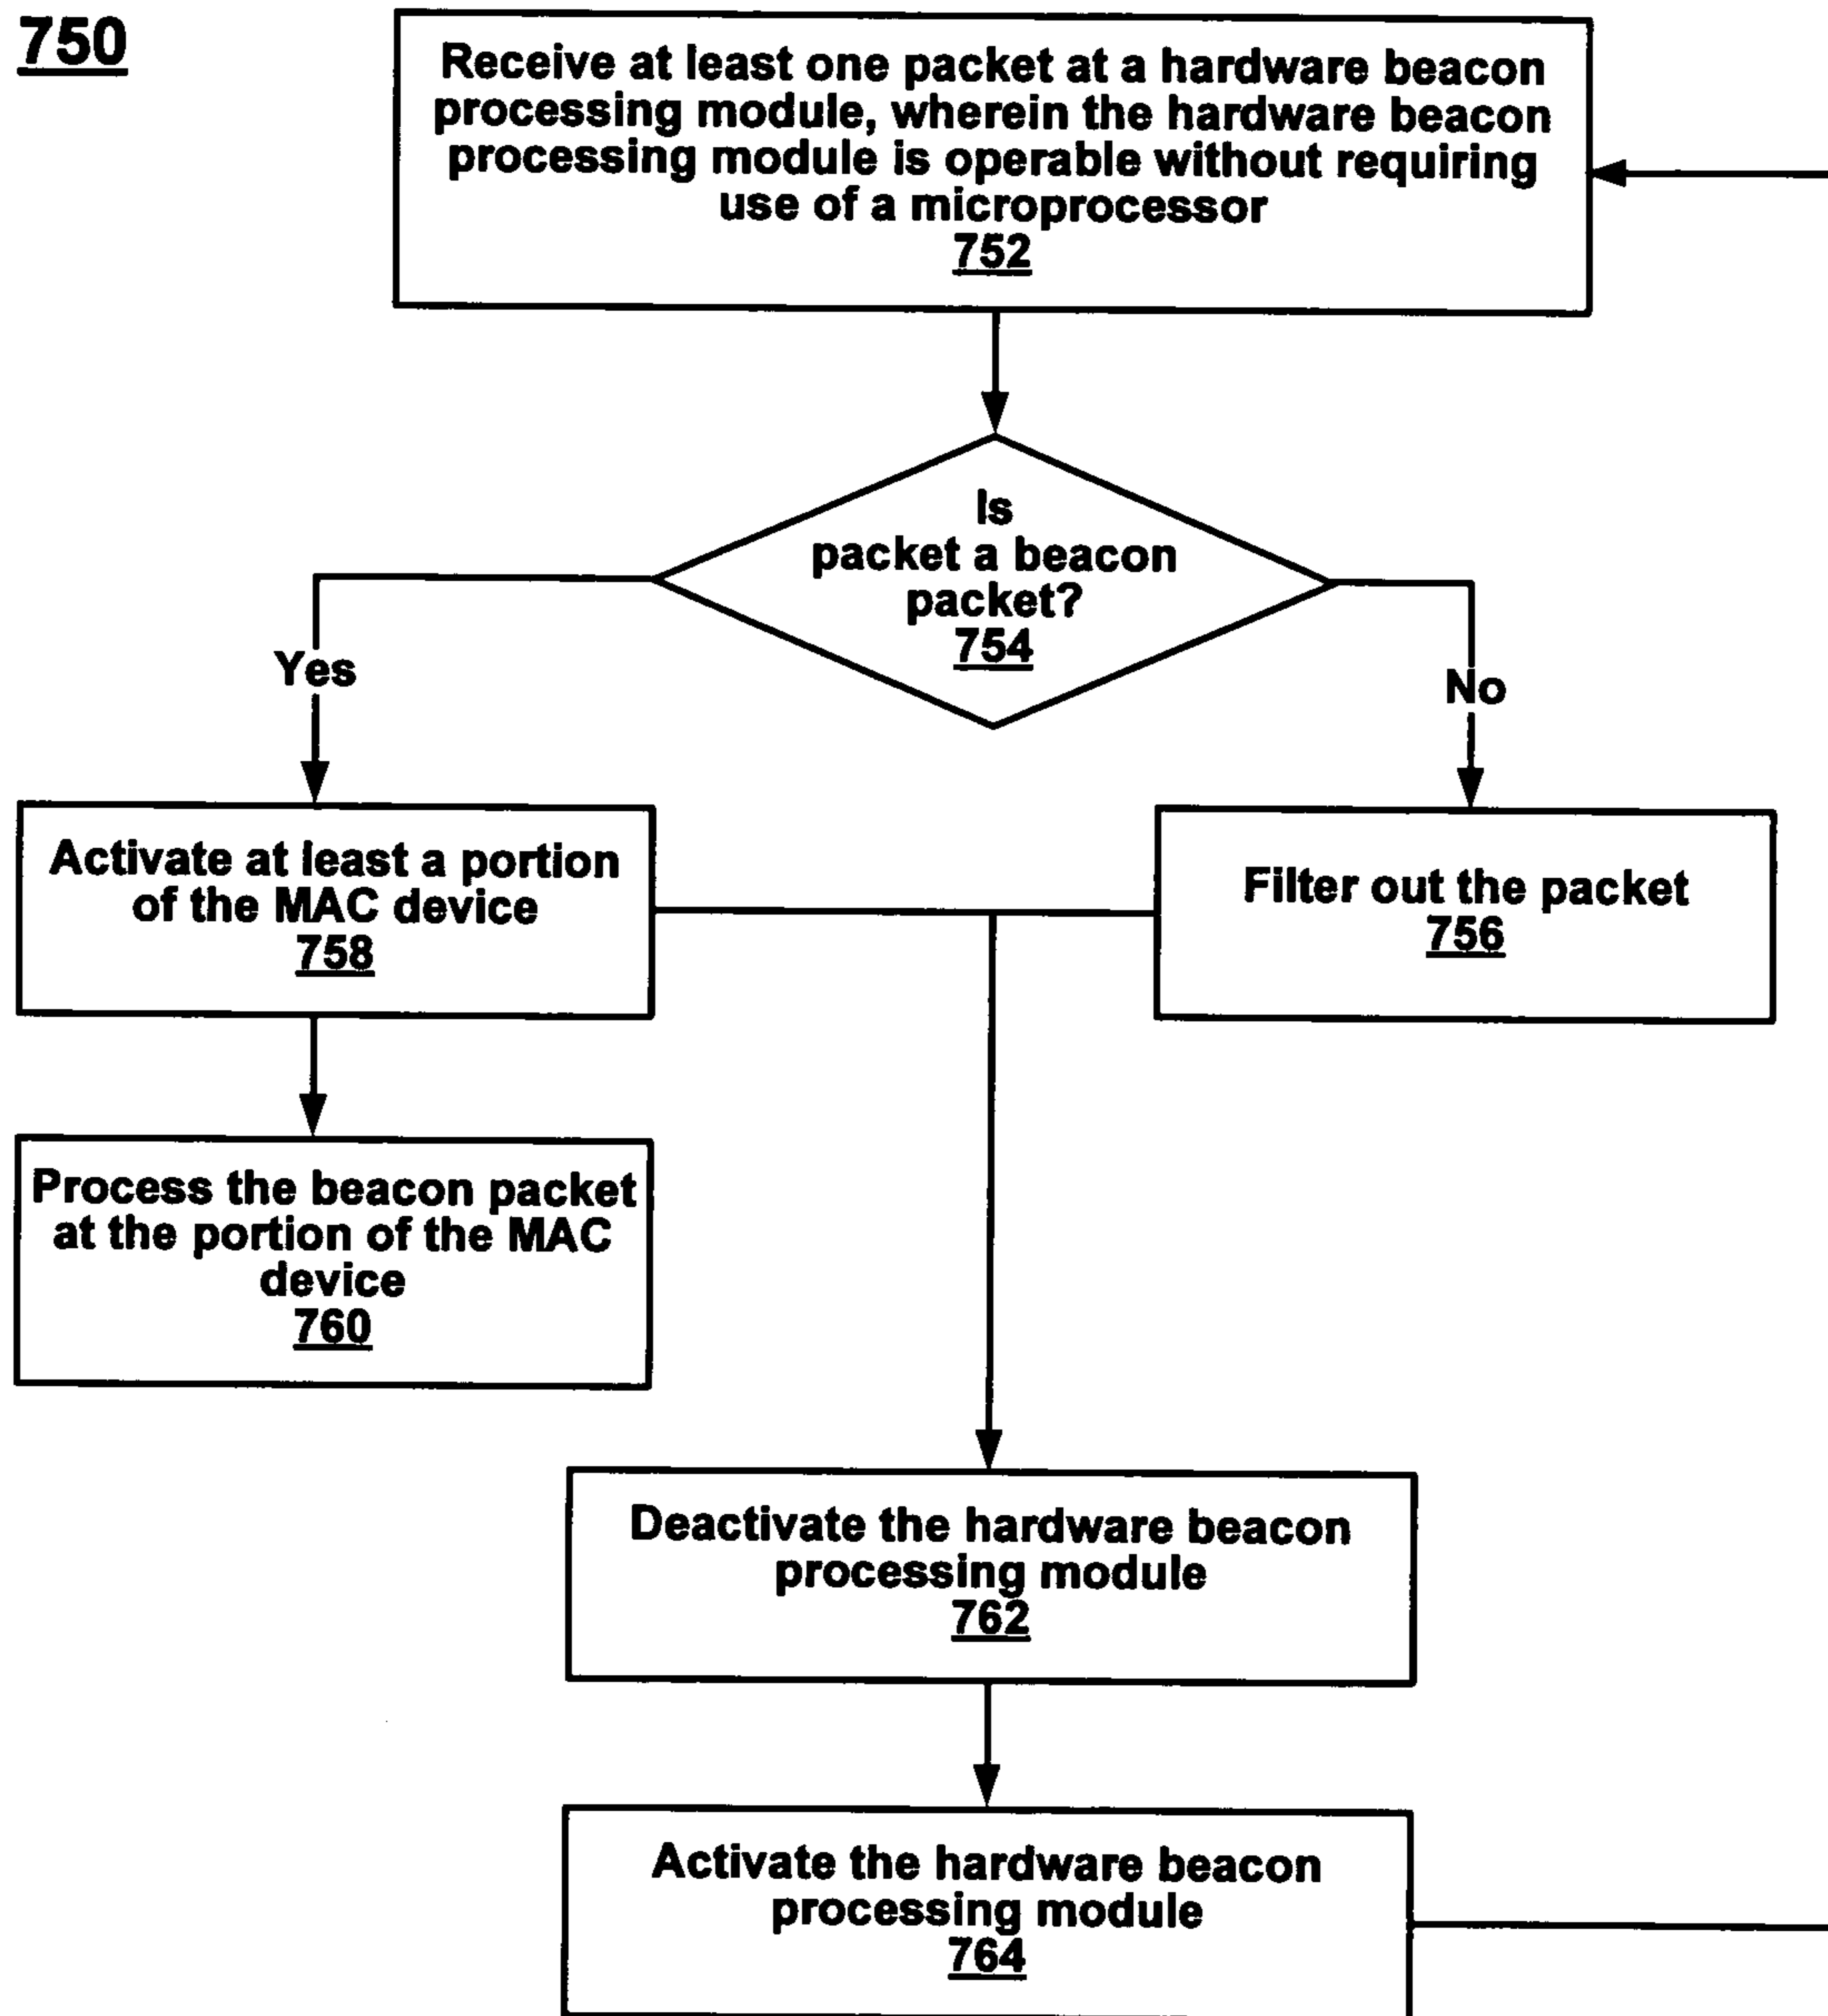 750
Receive at least one packet at a hardware beacon
processing module, wherein the hardware beacon
processing module is operable without requiring
use of a microprocessor
752
Is
packet a beacon
packet?
754
Yes
No
Activate at least a portion
of the MAC device
758
Filter out the packet
756
Process the beacon packet
at the portion of the MAC
device
760
Deactivate the hardware beacon
processing module
762
Activate the hardware beacon
processing module
764